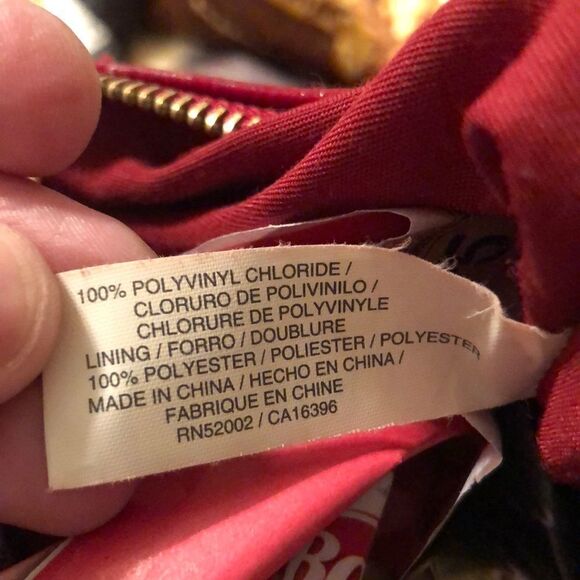 100% POLYVINYL CHLORIDE /
CLORURO DE POLIVINILO /
CHLORURE DE POLYVINYLE
LINING / FORRO / DOUBLURE
100% POLYESTER / POLIESTER / POLYESTER
MADE IN CHINA / HECHO EN CHINA /
FABRIQUE EN CHINE
RN52002 / CA16396